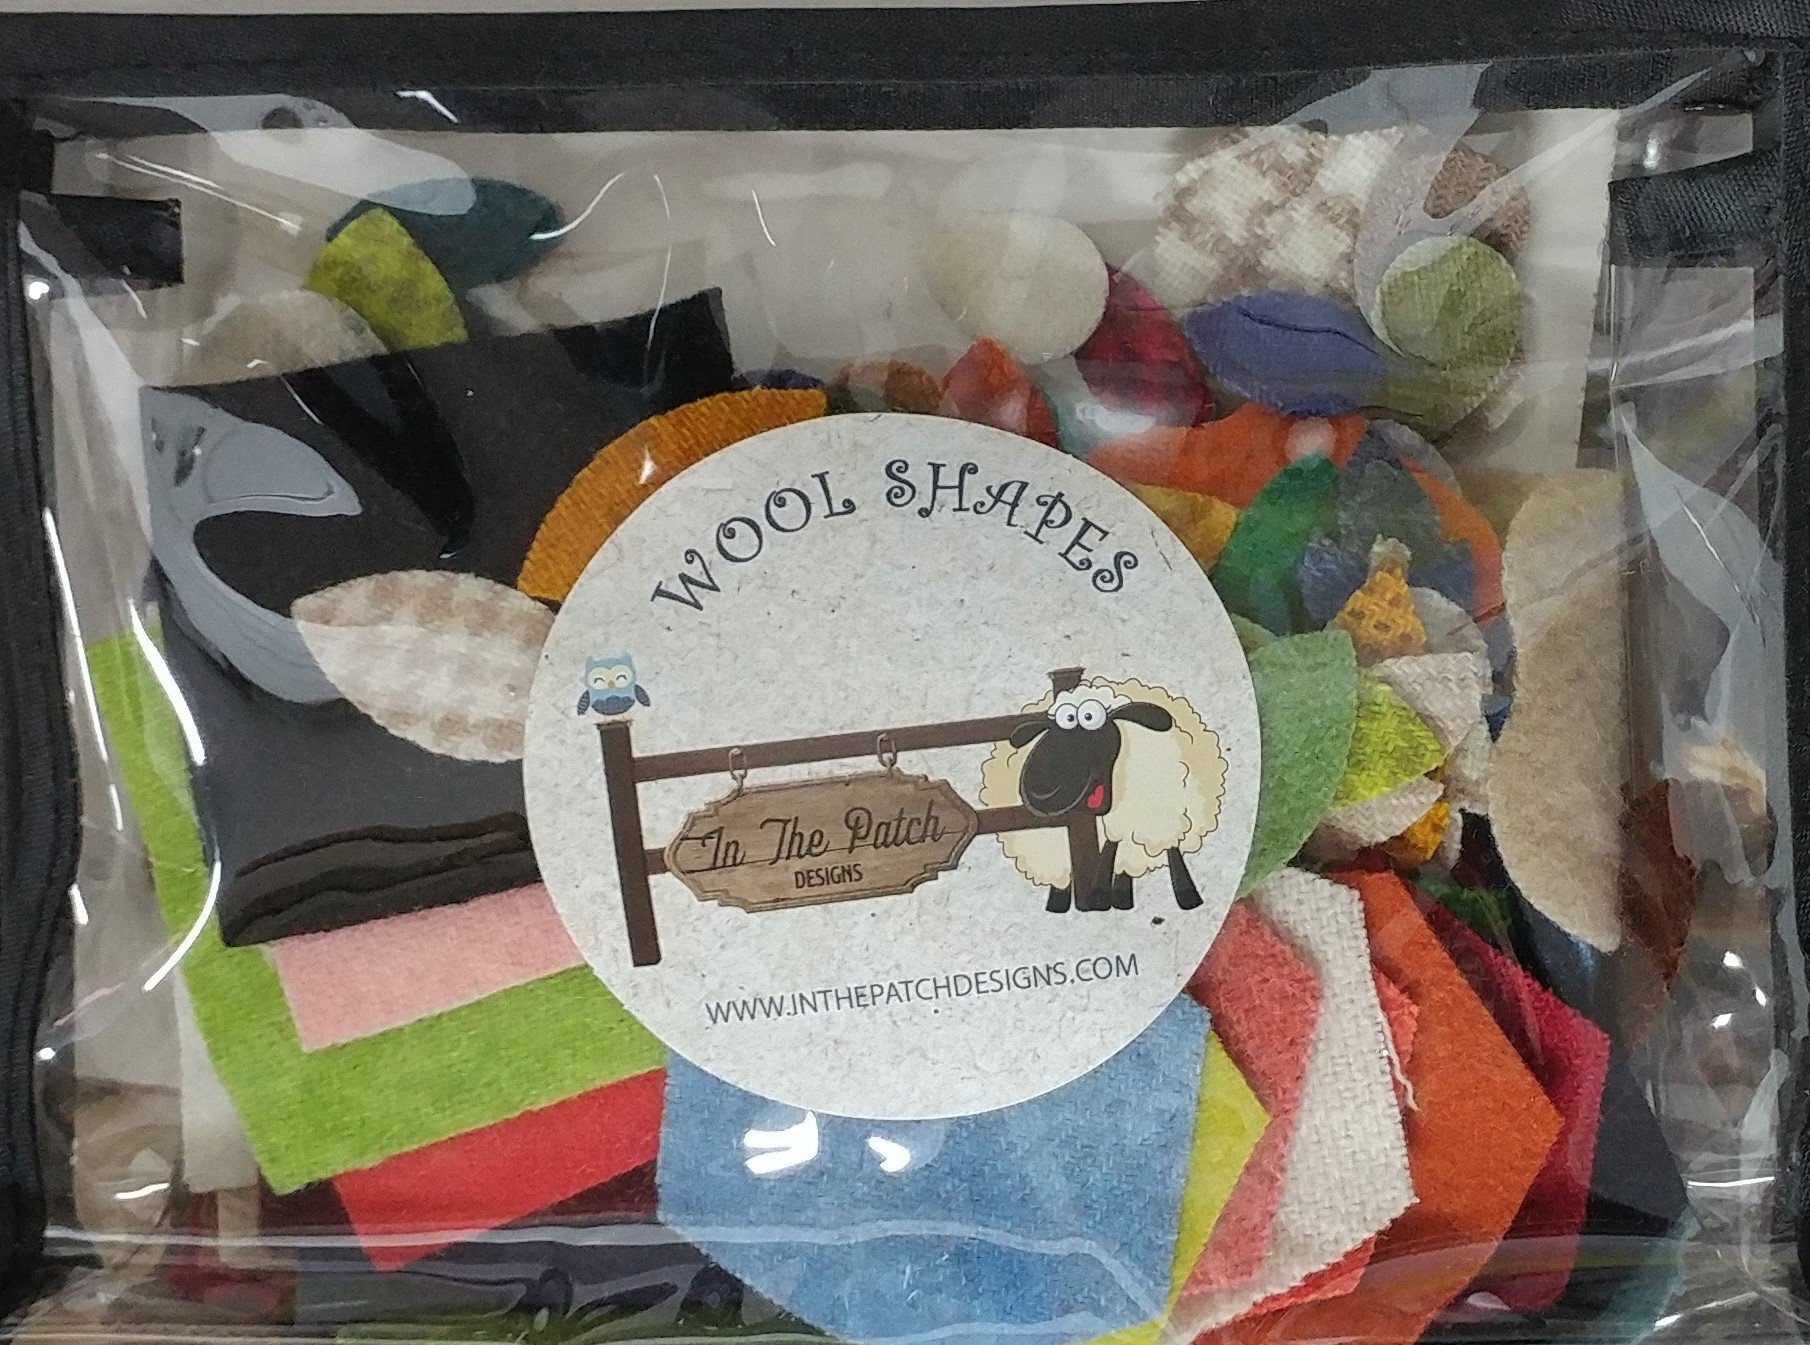 WOOL SHAPES
In The Patch
DESIGNS
WWW.INTHEPATCHDESIGNS.COM